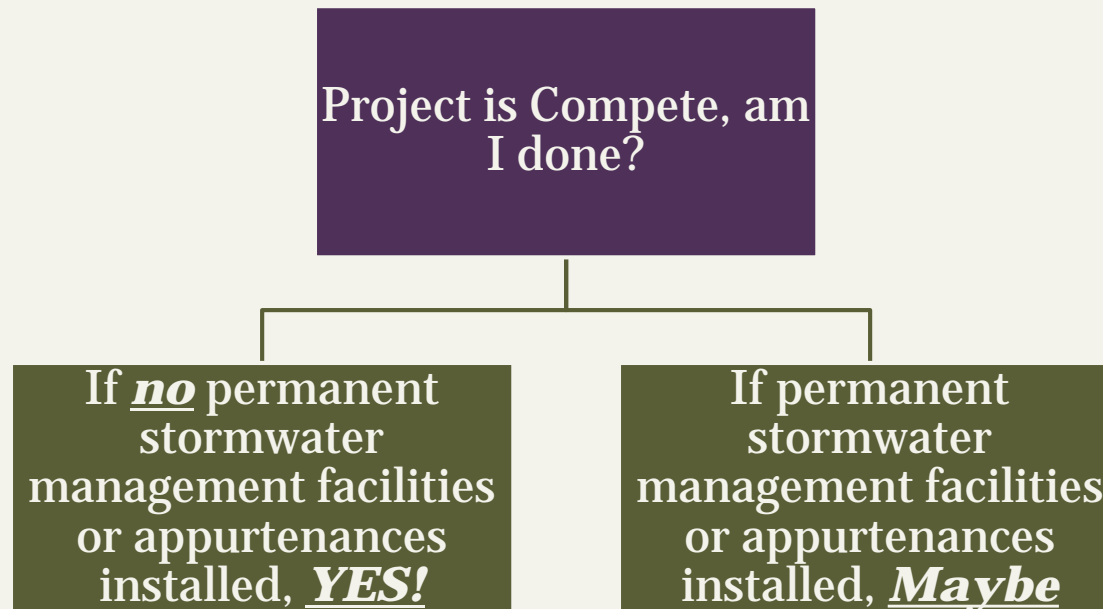 Project is Compete, am
I done?
If no permanent
stormwater
management facilities
or appurtenances
installed, YES!
If permanent
stormwater
management facilities
or appurtenances
installed, Maybe